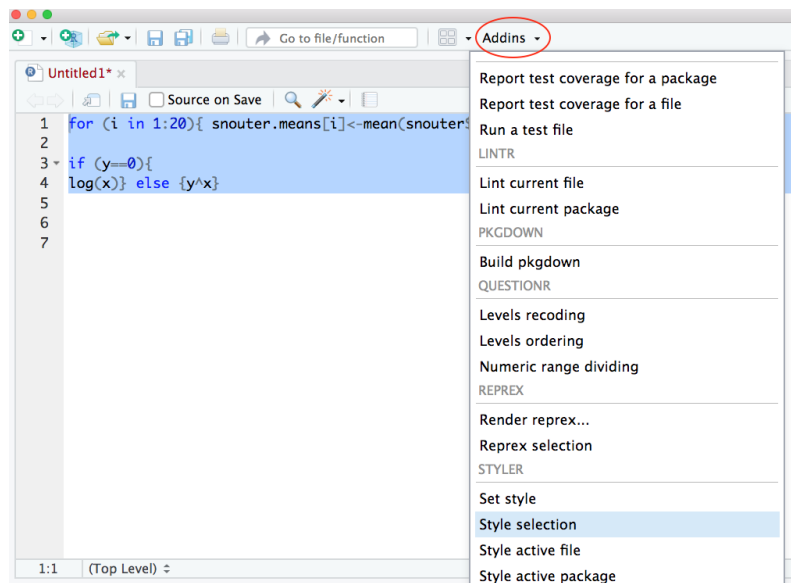 Go to file/function
Addins
Untitled1*
Source on Save
1 for (i in 1:20){ snouter.means[i]<-mean(snouter$
2
3 if (y==0){
4 log(x)} else {y^x}
5
6
7
1:1 (Top Level)
Report test coverage for a package
Report test coverage for a file
Run a test file
LINTR
Lint current file
Lint current package
PKGDOWN
Build pkgdown
QUESTIONR
Levels recoding
Levels ordering
Numeric range dividing
REPREX
Render reprex...
Reprex selection
STYLER
Set style
Style selection
Style active file
Style active package